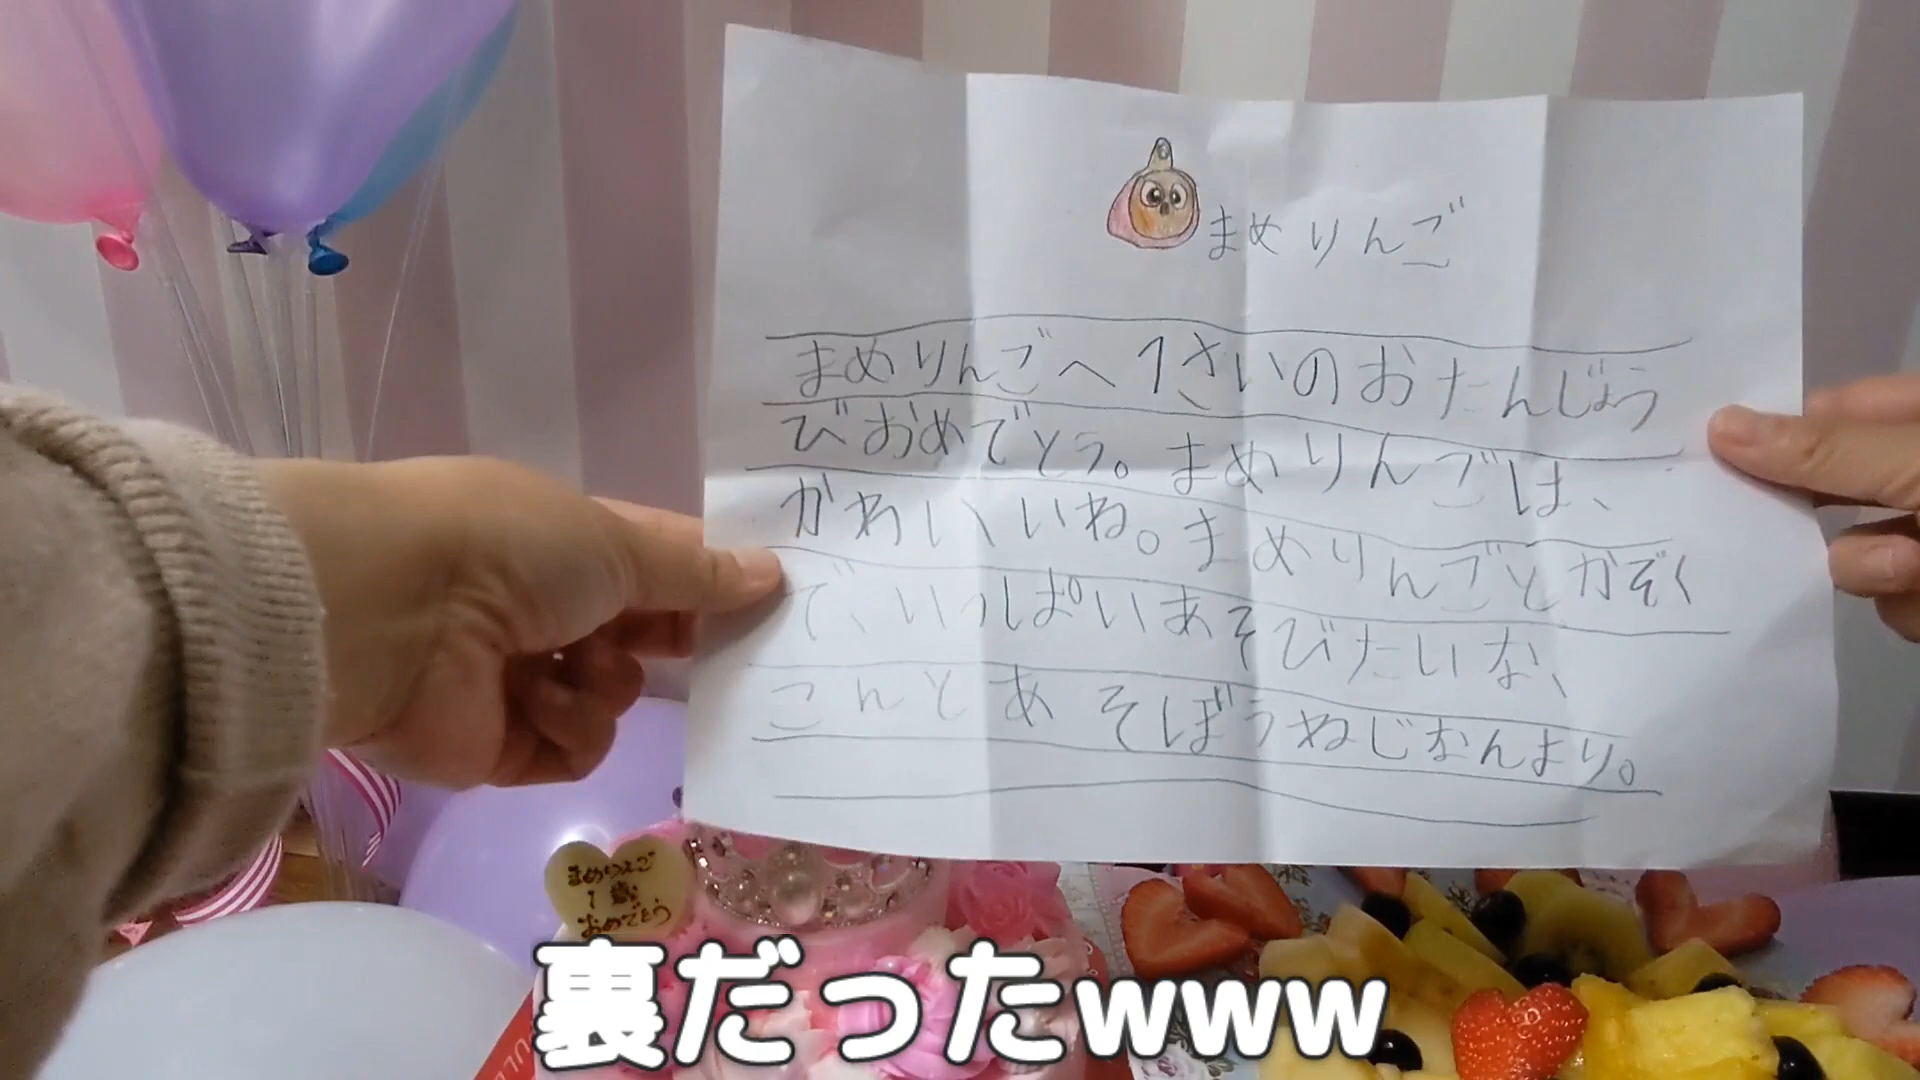 まめりんご
まめりんごへ1さいのおたんじょう
びおめでとう。まめりんごは、
かわいいね。まめりんごとかぞく
で、いっぱいあそびたいな、
こんとあそぼうね
より。
まめりんご
1歳
おめでとう
裏だったwww